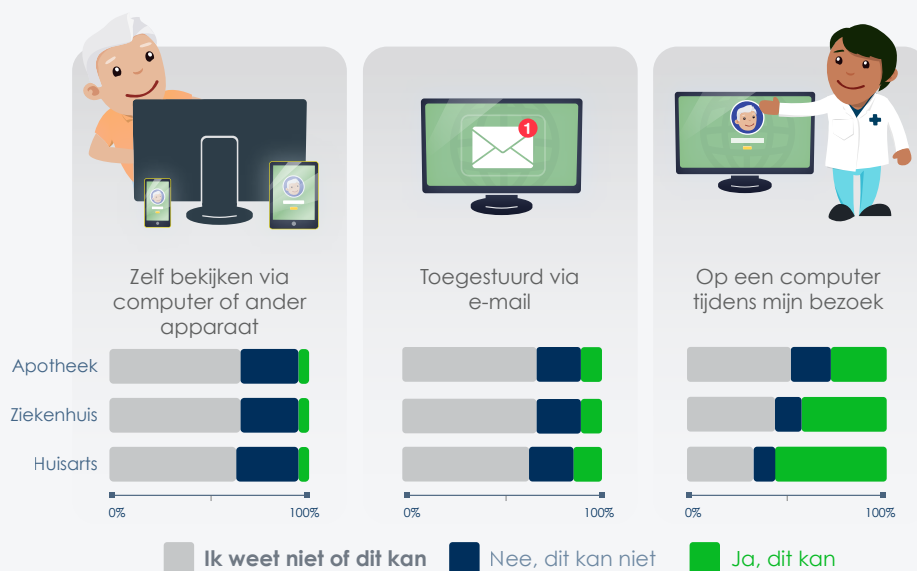 1
Zelf bekijken via
computer of ander
apparaat
Toegestuurd via
e-mail
Op een computer
tijdens mijn bezoek
Apotheek
Ziekenhuis
Huisarts
0% 100%
0% 100%
0% 100%
Ik weet niet of dit kan
Nee, dit kan niet
Ja, dit kan